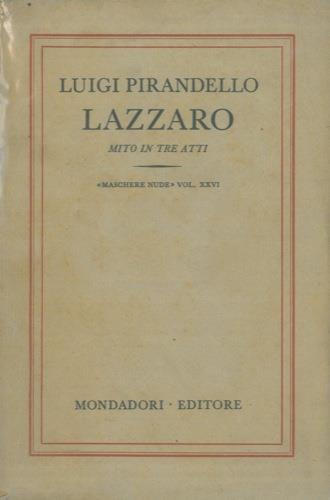 LUIGI PIRANDELLO
LAZZARO
MITO IN TRE ATTI
«MASCHERE NUDE» VOL. XXVI
MONDADORI · EDITORE